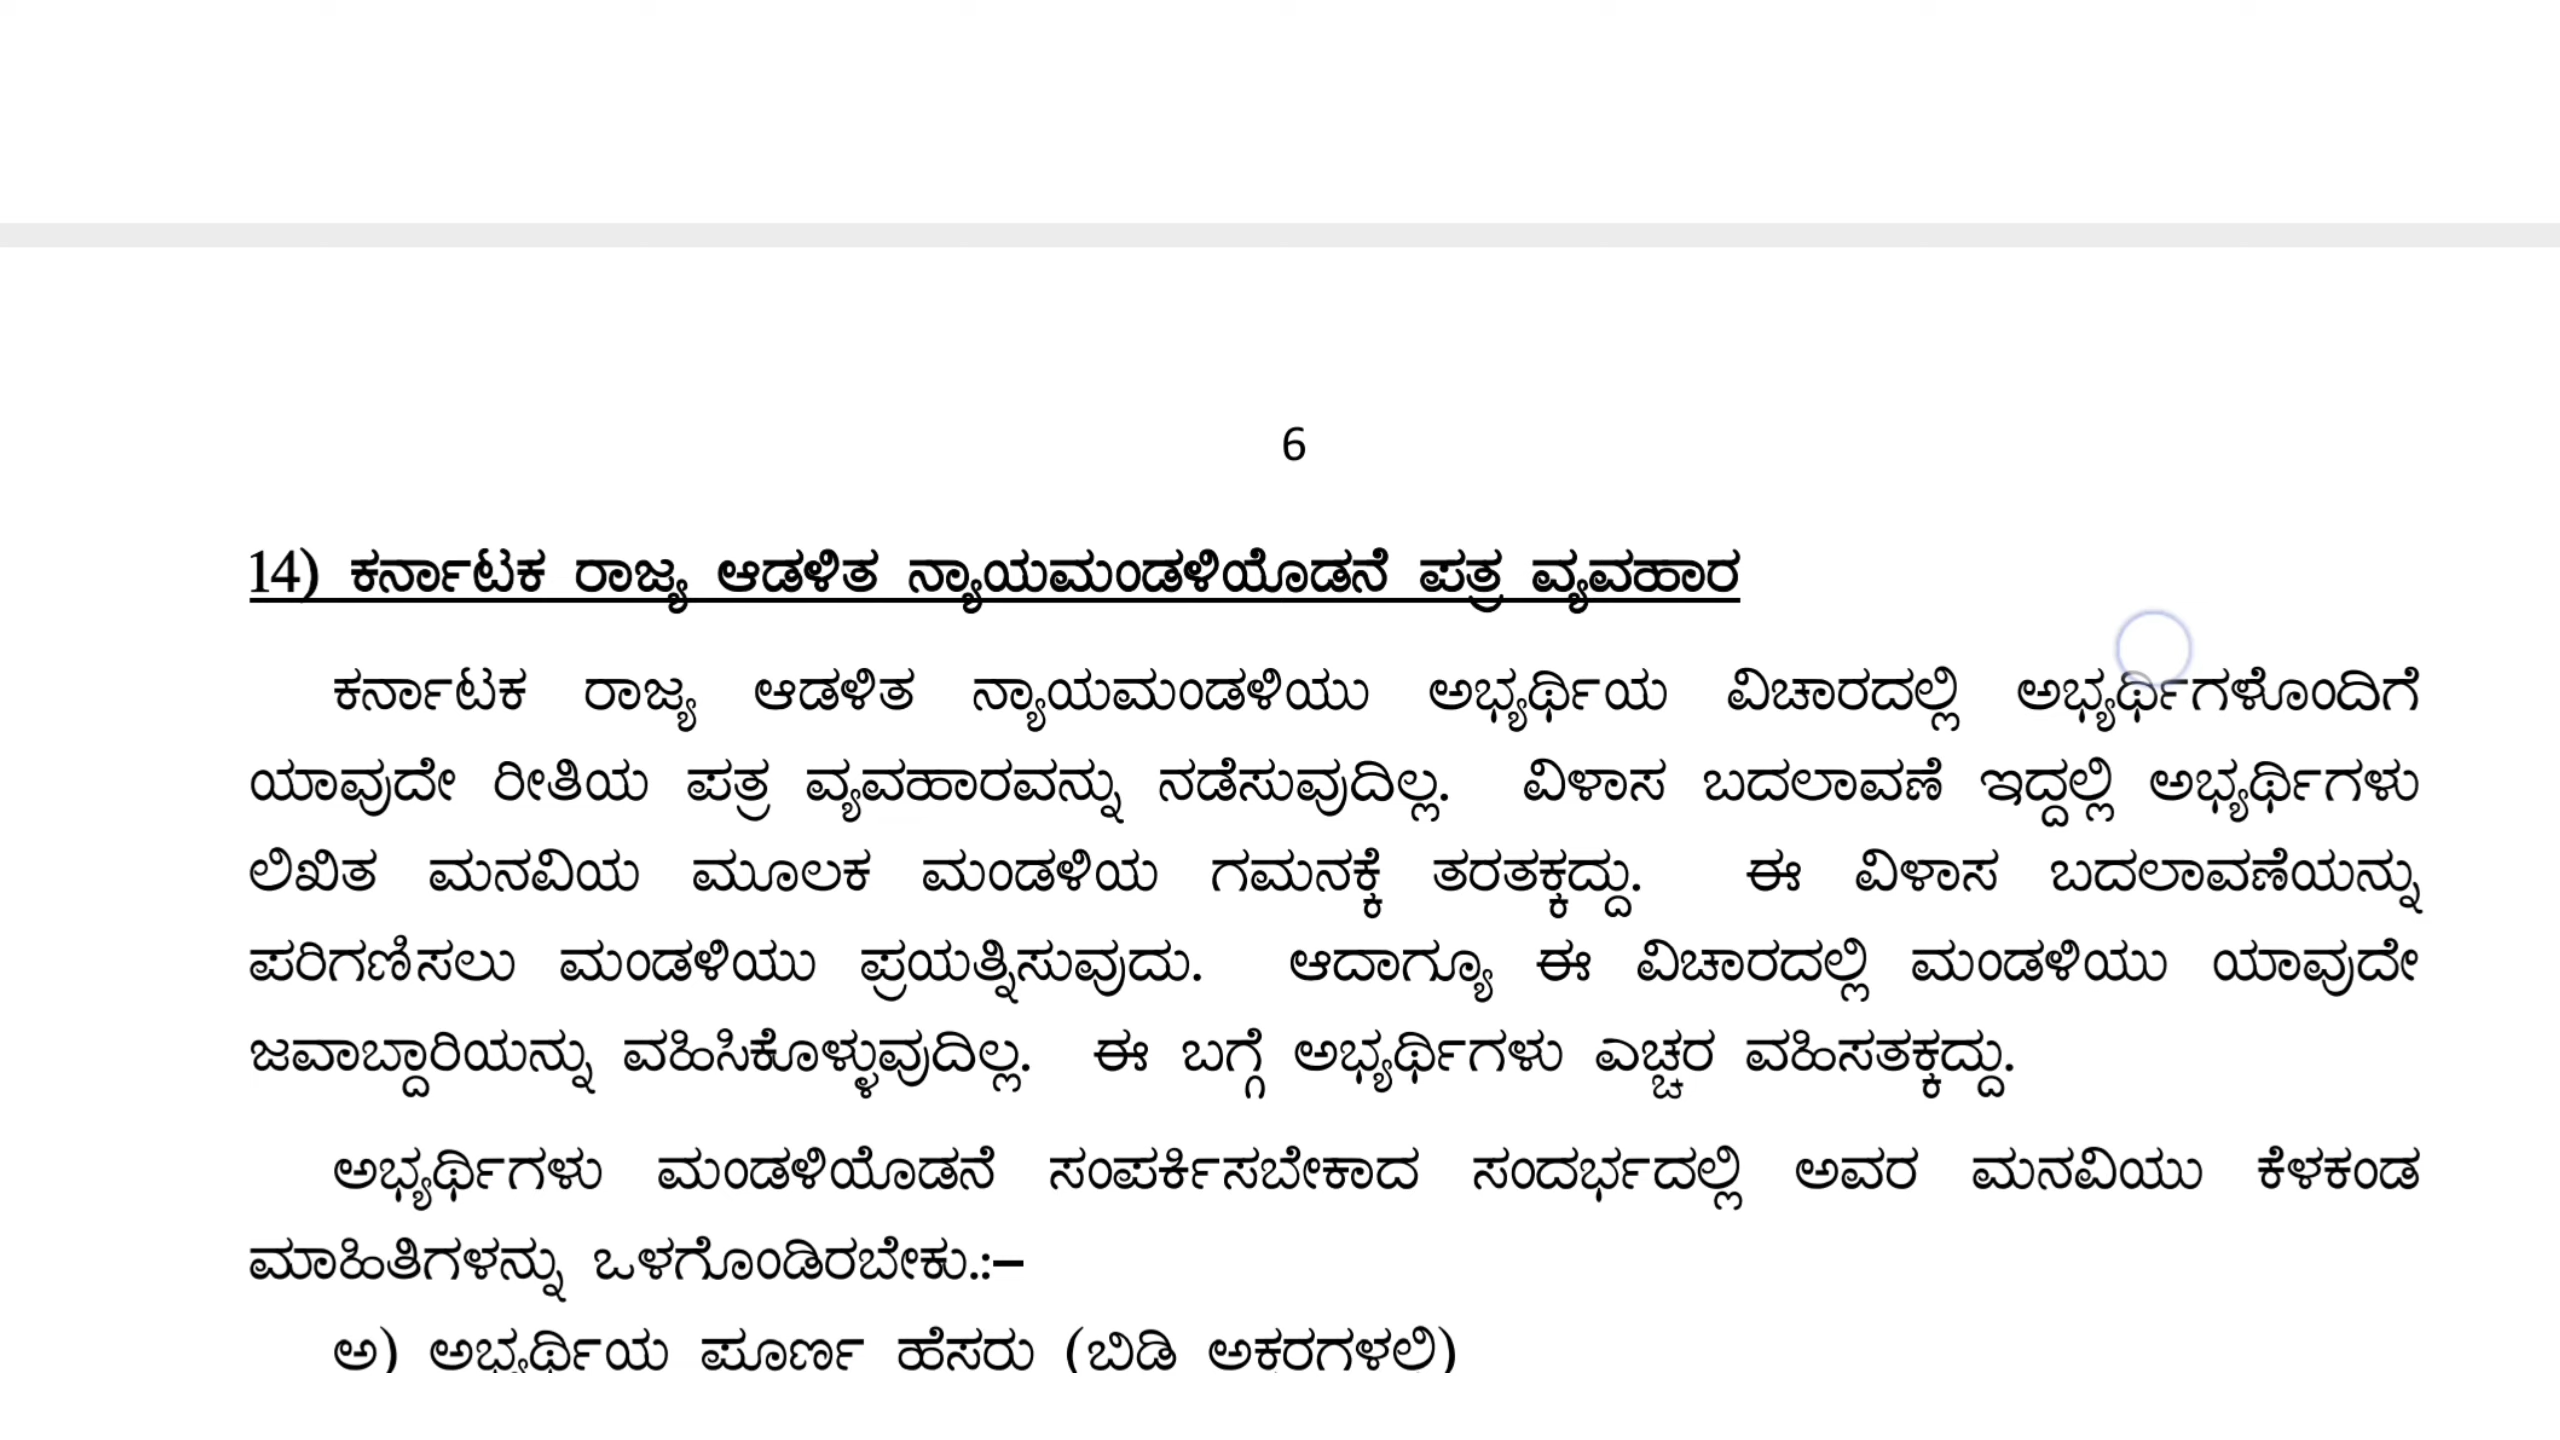 6
14) ಕರ್ನಾಟಕ ರಾಜ್ಯ ಆಡಳಿತ ನ್ಯಾಯಮಂಡಳಿಯೊಡನೆ ಪತ್ರ ವ್ಯವಹಾರ
ಕರ್ನಾಟಕ ರಾಜ್ಯ ಆಡಳಿತ ನ್ಯಾಯಮಂಡಳಿಯು ಅಭ್ಯರ್ಥಿಯ ವಿಚಾರದಲ್ಲಿ ಅಭ್ಯರ್ಥಿಗಳೊಂದಿಗೆ
ಯಾವುದೇ ರೀತಿಯ ಪತ್ರ ವ್ಯವಹಾರವನ್ನು ನಡೆಸುವುದಿಲ್ಲ. ವಿಳಾಸ ಬದಲಾವಣೆ ಇದ್ದಲ್ಲಿ ಅಭ್ಯರ್ಥಿಗಳು
ಲಿಖಿತ ಮನವಿಯ ಮೂಲಕ ಮಂಡಳಿಯ ಗಮನಕ್ಕೆ ತರತಕ್ಕದ್ದು. ಈ ವಿಳಾಸ ಬದಲಾವಣೆಯನ್ನು
ಪರಿಗಣಿಸಲು ಮಂಡಳಿಯು ಪ್ರಯತ್ನಿಸುವುದು. ಆದಾಗ್ಯೂ ಈ ವಿಚಾರದಲ್ಲಿ ಮಂಡಳಿಯು ಯಾವುದೇ
ಜವಾಬ್ದಾರಿಯನ್ನು ವಹಿಸಿಕೊಳ್ಳುವುದಿಲ್ಲ. ಈ ಬಗ್ಗೆ ಅಭ್ಯರ್ಥಿಗಳು ಎಚ್ಚರ ವಹಿಸತಕ್ಕದ್ದು.
ಅಭ್ಯರ್ಥಿಗಳು ಮಂಡಳಿಯೊಡನೆ ಸಂಪರ್ಕಿಸಬೇಕಾದ ಸಂದರ್ಭದಲ್ಲಿ ಅವರ ಮನವಿಯು ಕೆಳಕಂಡ
ಮಾಹಿತಿಗಳನ್ನು ಒಳಗೊಂಡಿರಬೇಕು.:–
ಅ) ಅಭ್ಯರ್ಥಿಯ ಪೂರ್ಣ ಹೆಸರು (ಬಿಡಿ ಅಕ್ಷರಗಳಲ್ಲಿ)